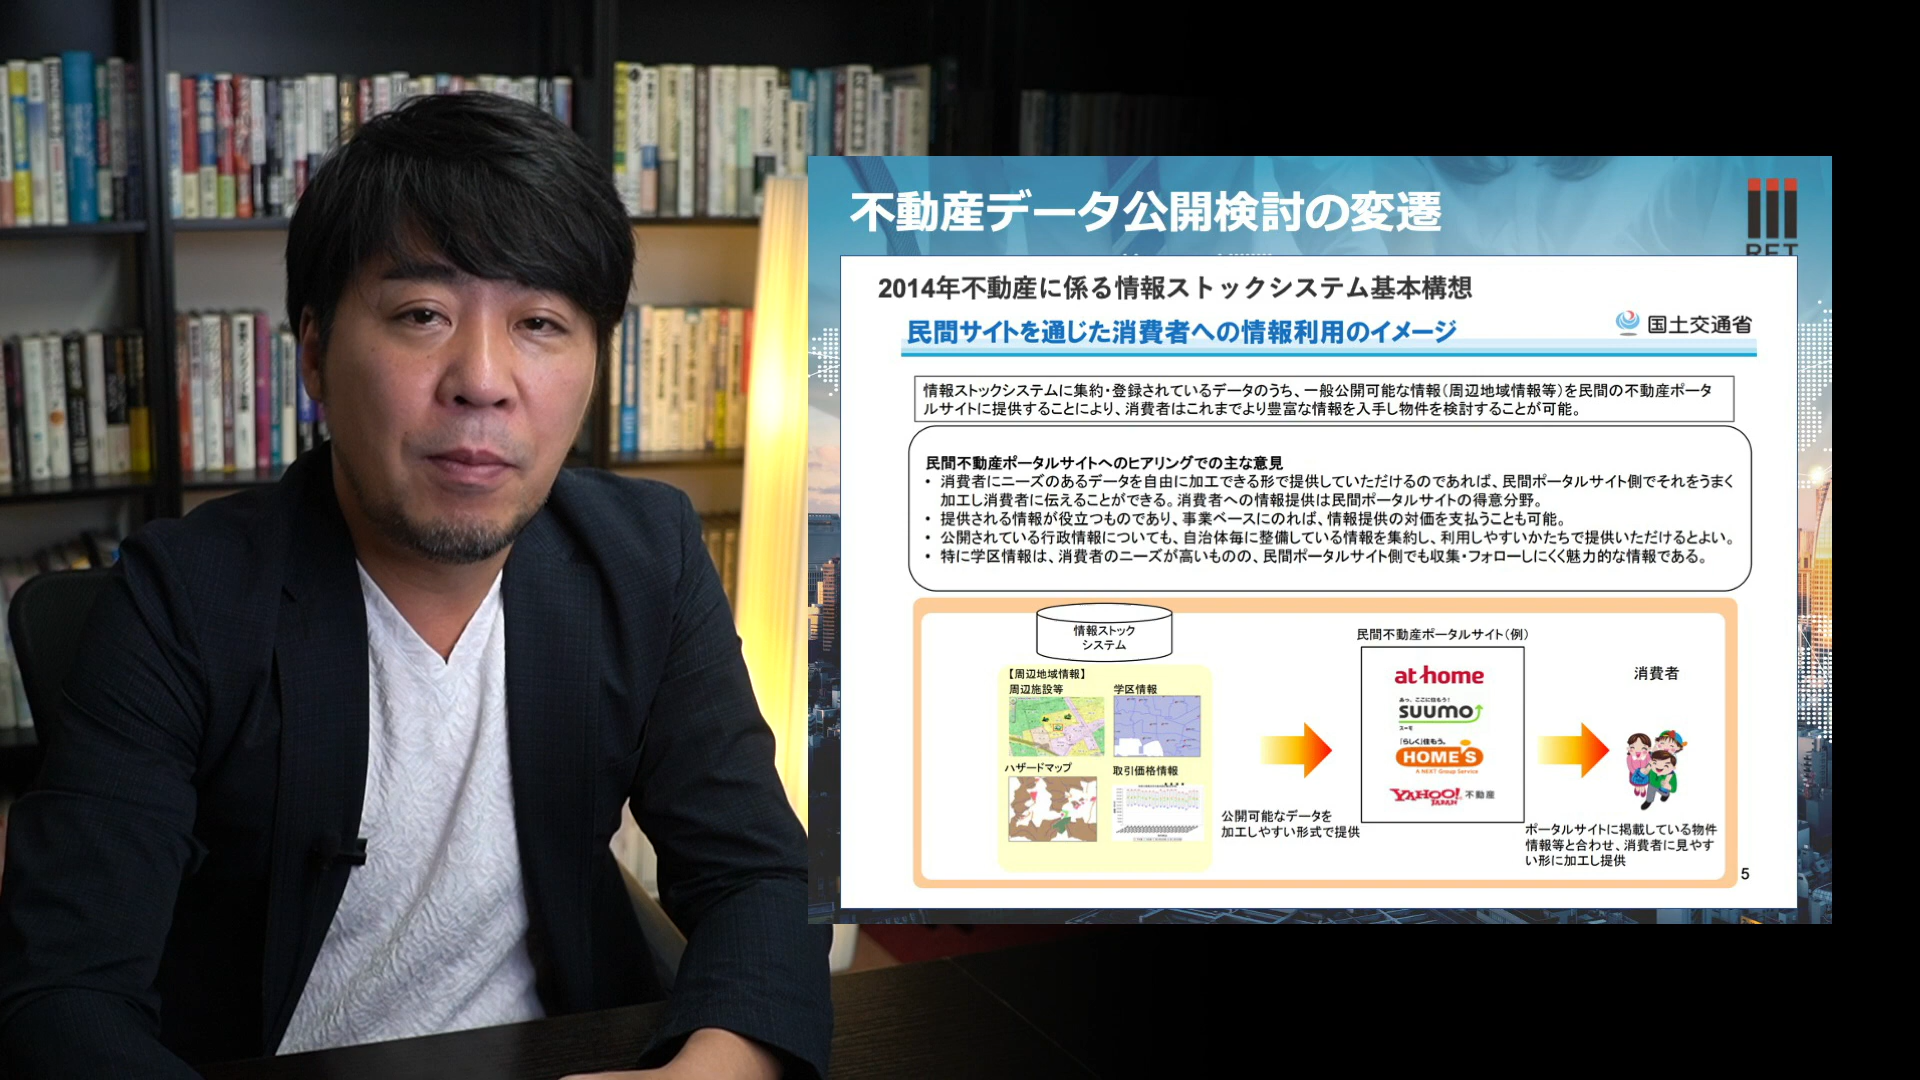 不動産データ公開検討の変遷
RET
2014年不動産に係る情報ストックシステム基本構想
民間サイトを通じた消費者への情報利用のイメージ
国土交通省
情報ストックシステムに集約・登録されているデータのうち、一般公開可能な情報（周辺地域情報等）を民間の不動産ポータ
ルサイトに提供することにより、消費者はこれまでより豊富な情報を入手し物件を検討することが可能。
民間不動産ポータルサイトへのヒアリングでの主な意見
・ 消費者にニーズのあるデータを自由に加工できる形で提供していただけるのであれば、民間ポータルサイト側でそれをうまく
加工し消費者に伝えることができる。消費者への情報提供は民間ポータルサイトの得意分野。
・ 提供される情報が役立つものであり、事業ベースにのれば、情報提供の対価を支払うことも可能。
・ 公開されている行政情報についても、自治体毎に整備している情報を集約し、利用しやすいかたちで提供いただけるとよい。
・ 特に学区情報は、消費者のニーズが高いものの、民間ポータルサイト側でも収集・フォローしにくく魅力的な情報である。
情報ストック
システム
【周辺地域情報】
周辺施設等
学区情報
ハザードマップ
取引価格情報
公開可能なデータを
加工しやすい形式で提供
民間不動産ポータルサイト（例）
at home
あっ、ここに住もう！
SUUMO
スーモ
「らしく」住もう。
HOME'S
A NEXT Group Service
YAHOO! JAPAN 不動産
消費者
ポータルサイトに掲載している物件
情報等と合わせ、消費者に見やす
い形に加工し提供
5